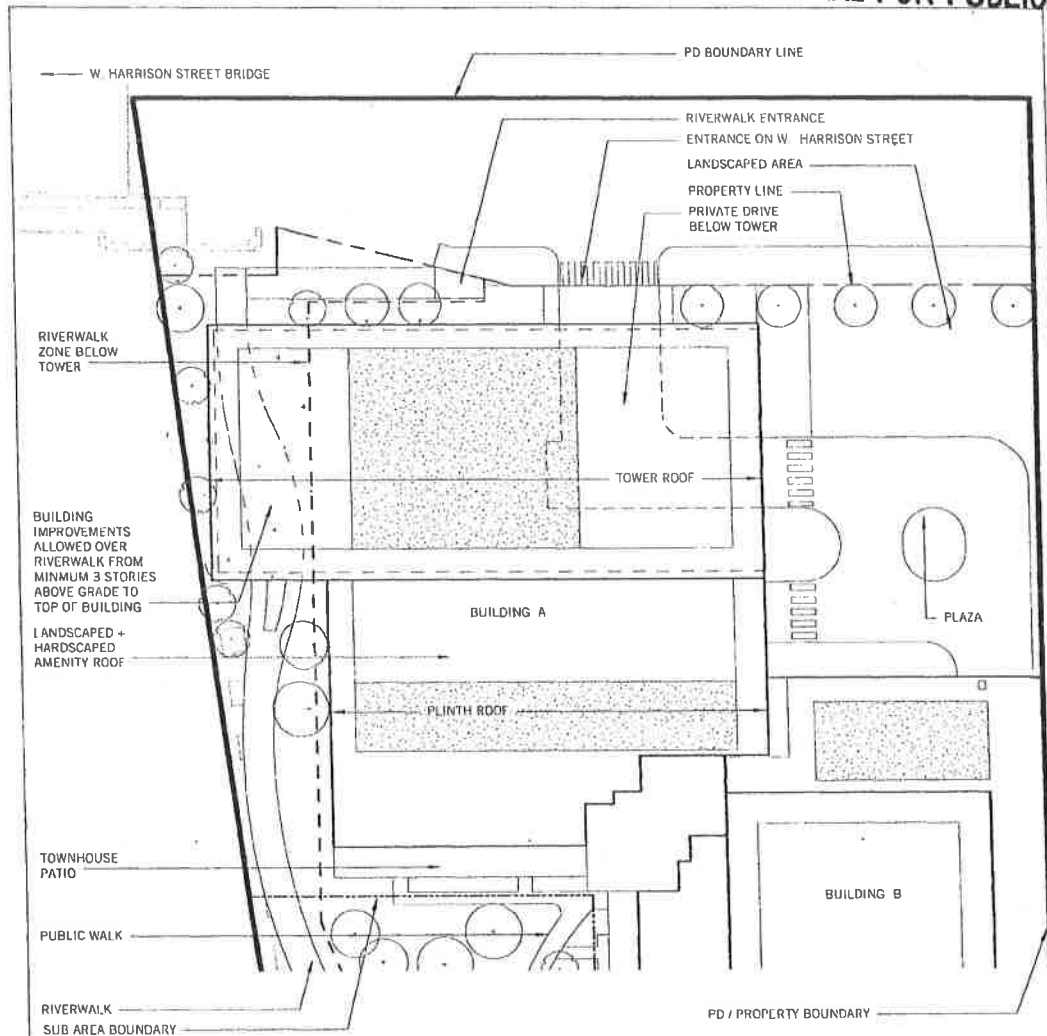 FOR PUBLIC
PD BOUNDARY LINE
W. HARRISON STREET BRIDGE
RIVERWALK ENTRANCE
ENTRANCE ON W. HARRISON STREET
LANDSCAPED AREA
PROPERTY LINE
PRIVATE DRIVE
BELOW TOWER
RIVERWALK
ZONE BELOW
TOWER
TOWER ROOF
BUILDING
IMPROVEMENTS
ALLOWED OVER
RIVERWALK FROM
MINMUM 3 STORIES
ABOVE GRADE TO
TOP OF BUILDING
BUILDING A
PLAZA
LANDSCAPED +
HARDSCAPED
AMENITY ROOF
PLINTH ROOF
TOWNHOUSE
PATIO
BUILDING B
PUBLIC WALK
RIVERWALK
SUB AREA BOUNDARY
PD / PROPERTY BOUNDARY